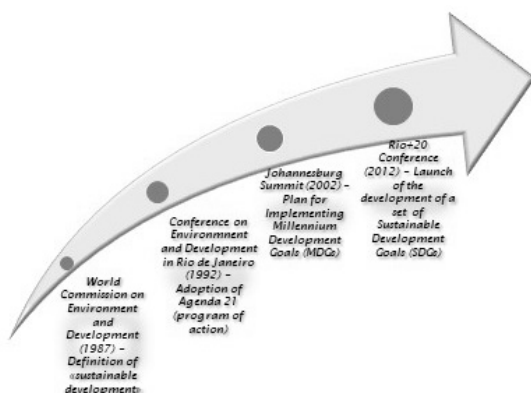 World
Commission on
Environment
and
Development
(1987) –
Definition of
«sustainable
development»
Conference on
Environmnent
and Development
in Rio de Janeiro
(1992) –
Adoption of
Agenda 21
(program of
action)
Johannesburg
Summit (2002) –
Plan for
Implementing
Millennium
Development
Goals (MDGs)
Rio+20
Conference
(2012) – Launch
of the
development of a
set of
Sustainable
Development
Goals (SDGs)